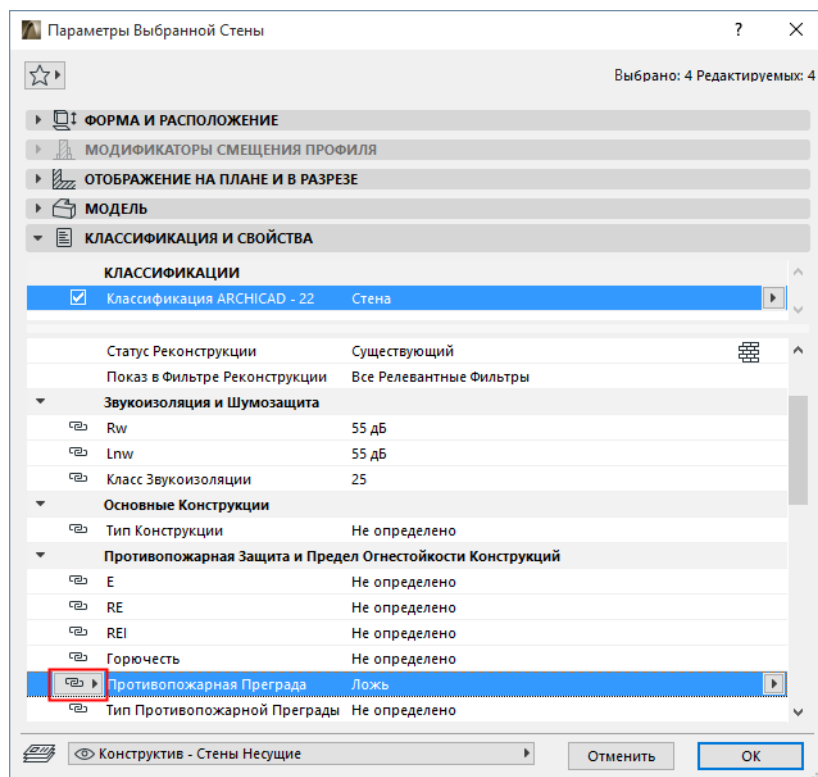 Параметры Выбранной Стены ?
Выбрано: 4 Редактируемых: 4
ФОРМА И РАСПОЛОЖЕНИЕ
МОДИФИКАТОРЫ СМЕЩЕНИЯ ПРОФИЛЯ
ОТОБРАЖЕНИЕ НА ПЛАНЕ И В РАЗРЕЗЕ
МОДЕЛЬ
КЛАССИФИКАЦИЯ И СВОЙСТВА
КЛАССИФИКАЦИИ
Классификация ARCHICAD - 22 Стена
Статус Реконструкции Существующий
Показ в Фильтре Реконструкции Все Релевантные Фильтры
Звукоизоляция и Шумозащита
Rw 55 дБ
Lnw 55 дБ
Класс Звукоизоляции 25
Основные Конструкции
Тип Конструкции Не определено
Противопожарная Защита и Предел Огнестойкости Конструкций
E Не определено
RE Не определено
REI Не определено
Горючесть Не определено
Противопожарная Преграда Ложь
Тип Противопожарной Преграды Не определено
Конструктив - Стены Несущие Отменить OK